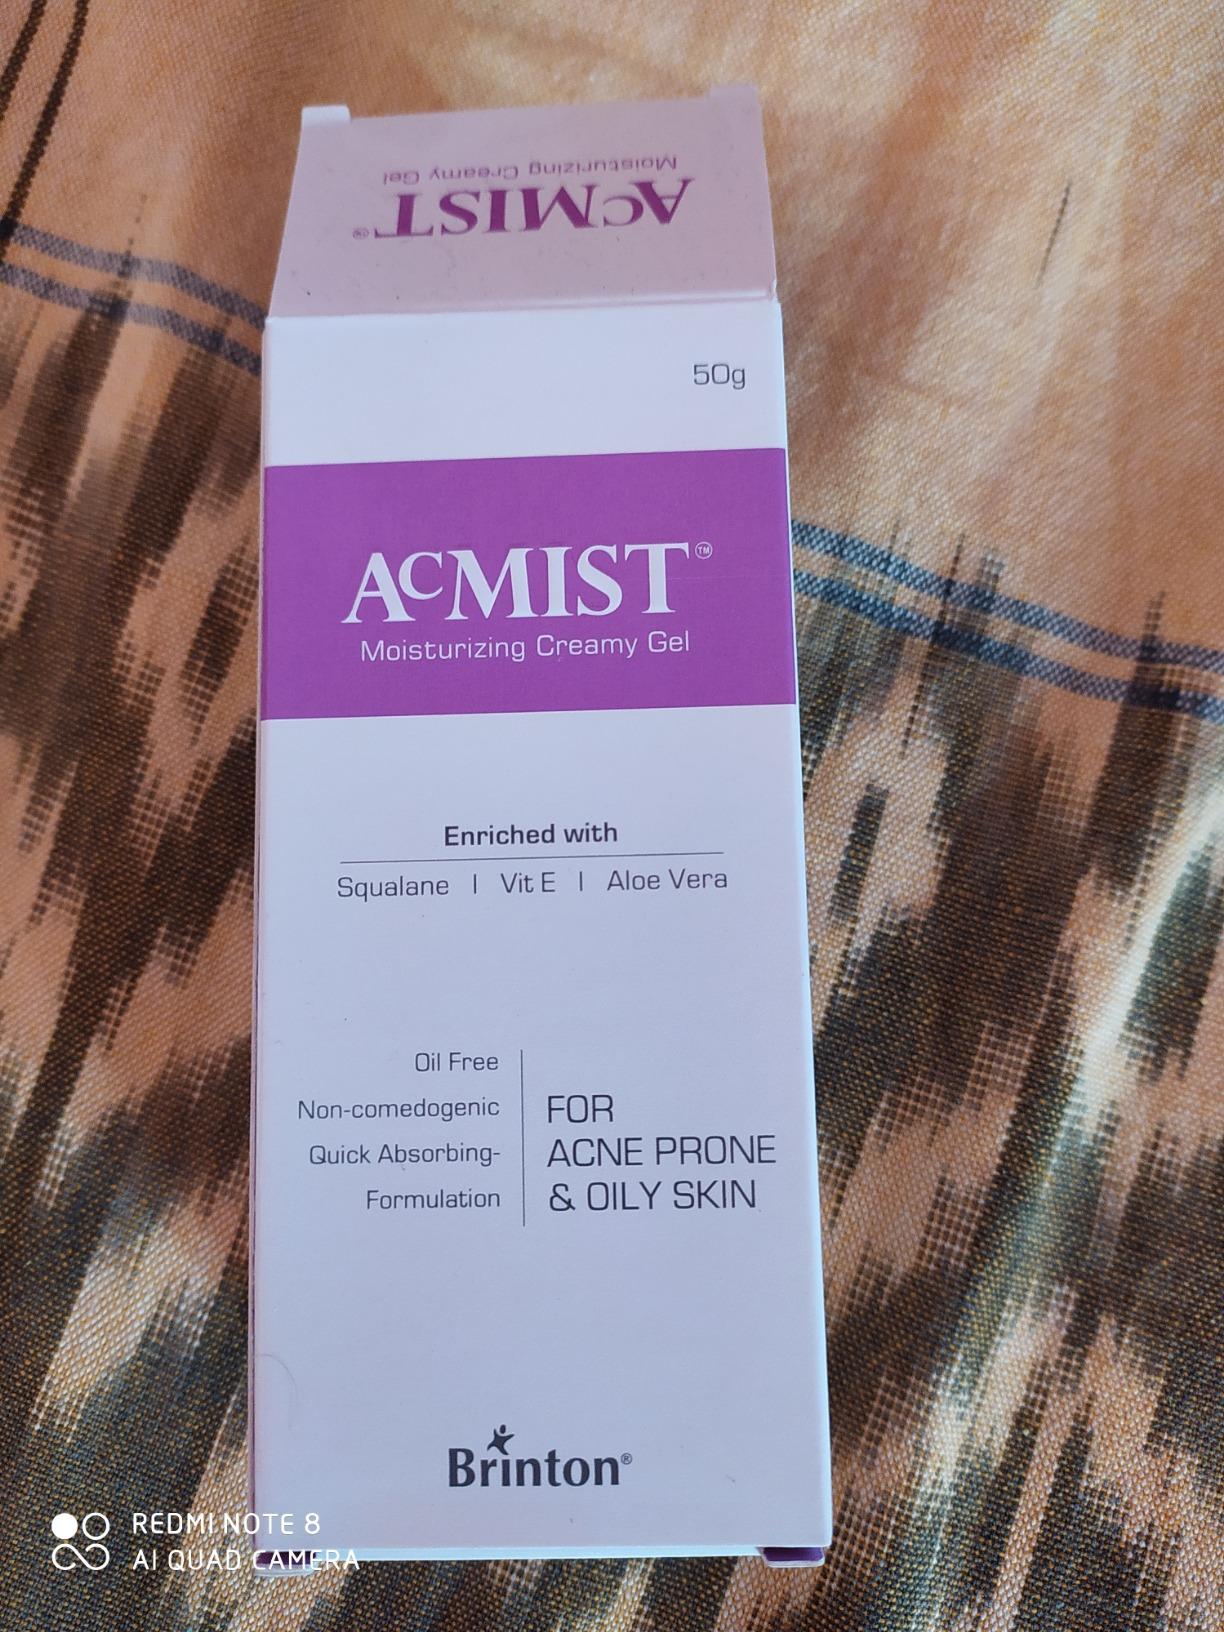 AcMIST®
Moisturizing Creamy Gel
50g
AcMIST™
Moisturizing Creamy Gel
Enriched with
Squalane | Vit E | Aloe Vera
Oil Free
Non-comedogenic
Quick Absorbing-
Formulation
FOR
ACNE PRONE
& OILY SKIN
Brinton®
REDMI NOTE 8
AI QUAD CAMERA